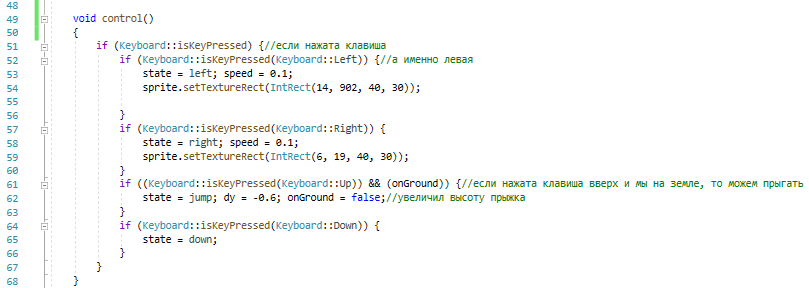 48
49 void control()
50 {
51 if (Keyboard::isKeyPressed) {//если нажата клавиша
52 if (Keyboard::isKeyPressed(Keyboard::Left)) {//а именно левая
53 state = left; speed = 0.1;
54 sprite.setTextureRect(IntRect(14, 902, 40, 30));
55
56 }
57 if (Keyboard::isKeyPressed(Keyboard::Right)) {
58 state = right; speed = 0.1;
59 sprite.setTextureRect(IntRect(6, 19, 40, 30));
60 }
61 if ((Keyboard::isKeyPressed(Keyboard::Up)) && (onGround)) {//если нажата клавиша вверх и мы на земле, то можем прыгать
62 state = jump; dy = -0.6; onGround = false;//увеличил высоту прыжка
63 }
64 if (Keyboard::isKeyPressed(Keyboard::Down)) {
65 state = down;
66 }
67 }
68 }